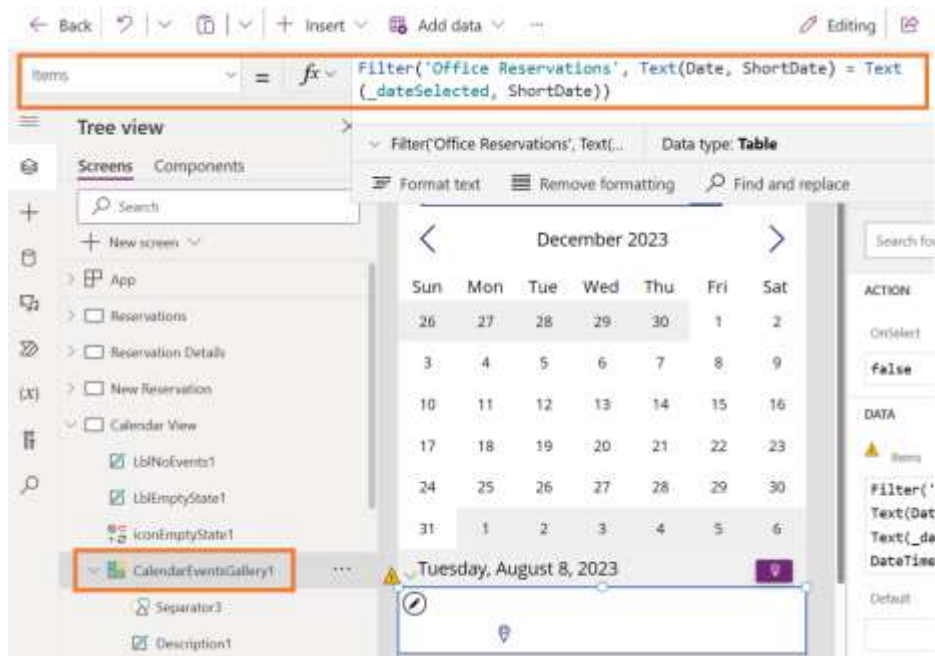 ← Back + Insert Add data ... Editing
Items = fx Filter('Office Reservations', Text(Date, ShortDate) = Text
(_dateSelected, ShortDate))
Tree view
Filter('Office Reservations', Text(... Data type: Table
Screens Components
Format text Remove formatting Find and replace
Search
+ New screen
December 2023
Search fo
App
Sun Mon Tue Wed Thu Fri Sat
ACTION
Reservations
26 27 28 29 30 1 2
OnSelect
Reservation Details
3 4 5 6 7 8 9
false
New Reservation
(x)
10 11 12 13 14 15 16
DATA
Calendar View
17 18 19 20 21 22 23
Items
LblNoEvents1
24 25 26 27 28 29 30
Filter('
LblEmptyState1
Text(Dat
31 1 2 3 4 5 6
iconEmptyState1
Text(_da
CalendarEventsGallery1 ...
Tuesday, August 8, 2023
DateTime
Separator3
Default
Description1